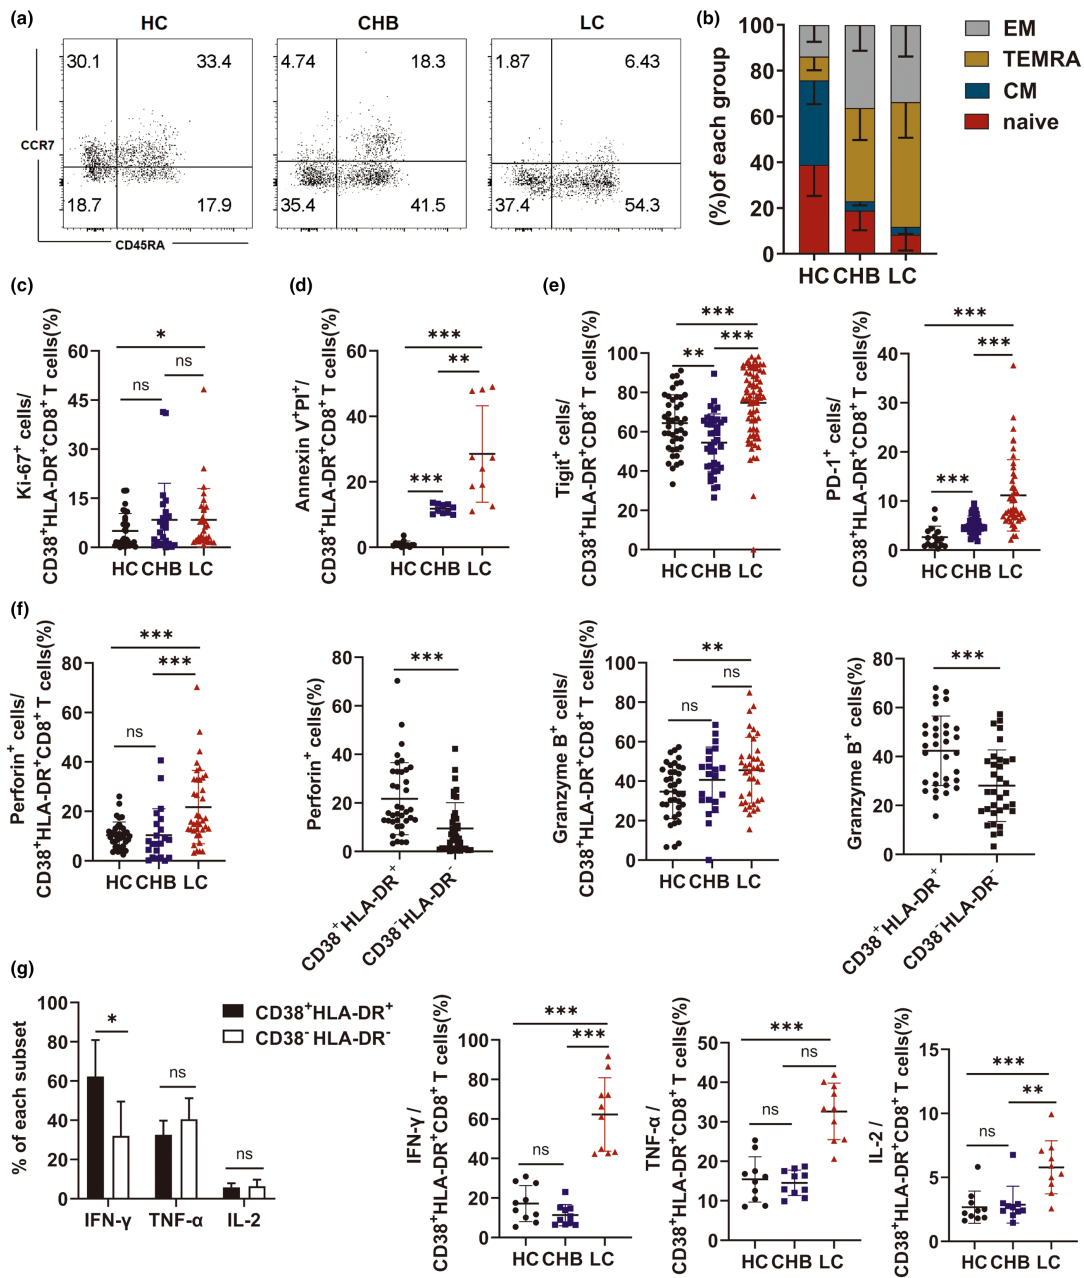 (a)
HC
CHB
LC
30.1
33.4
18.7
17.9
4.74
18.3
35.4
41.5
1.87
6.43
37.4
54.3
CCR7
CD45RA
(b)
(%)of each group
100
80
60
40
20
0
HC CHB LC
EM
TEMRA
CM
naive
(c)
Ki-67+ cells/
CD38+HLA-DR+CD8+ T cells(%)
60
45
30
15
0
*
ns
ns
HC CHB LC
(d)
Annexin V+PI+/
CD38+HLA-DR+CD8+ T cells(%)
60
40
20
0
***
**
***
HC CHB LC
(e)
Tigit+ cells/
CD38+HLA-DR+CD8+ T cells(%)
100
80
60
40
20
0
***
***
**
HC CHB LC
PD-1+ cells/
CD38+HLA-DR+CD8+ T cells(%)
40
30
20
10
0
***
***
***
HC CHB LC
(f)
Perforin+ cells/
CD38+HLA-DR+CD8+ T cells(%)
80
60
40
20
0
***
***
ns
HC CHB LC
Perforin+ cells(%)
80
60
40
20
0
***
CD38+HLA-DR+
CD38-HLA-DR-
Granzyme B+ cells/
CD38+HLA-DR+CD8+ T cells(%)
100
80
60
40
20
0
**
ns
ns
HC CHB LC
Granzyme B+ cells(%)
80
60
40
20
0
***
CD38+HLA-DR+
CD38-HLA-DR-
(g)
% of each subset
100
80
60
40
20
0
*
ns
ns
IFN-γ TNF-α IL-2
CD38+HLA-DR+
CD38- HLA-DR-
IFN-γ /
CD38+HLA-DR+CD8+ T cells(%)
100
80
60
40
20
0
***
***
ns
HC CHB LC
TNF-α /
CD38+HLA-DR+CD8+ T cells(%)
50
40
30
20
10
0
***
ns
ns
HC CHB LC
IL-2 /
CD38+HLA-DR+CD8+ T cells(%)
15
10
5
0
***
**
ns
HC CHB LC